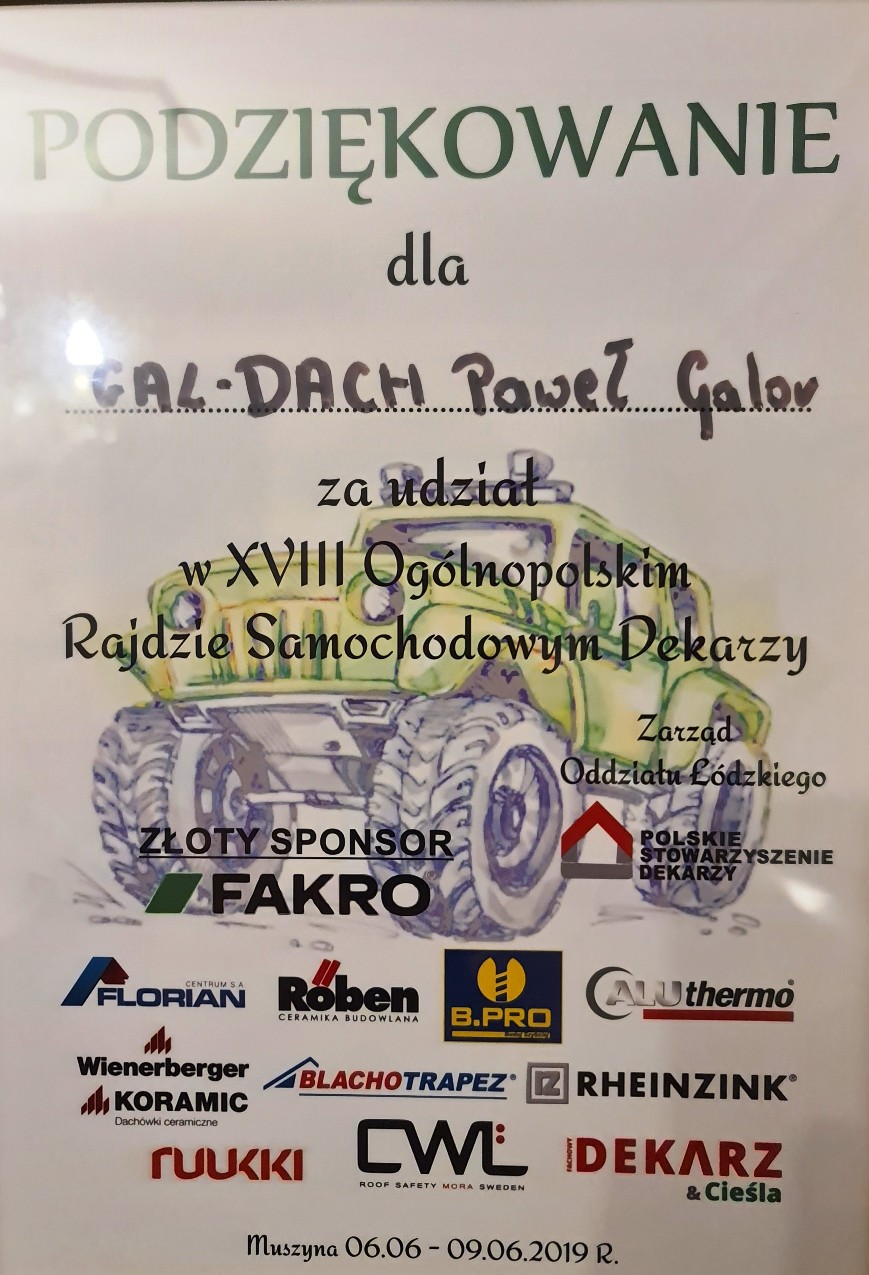 PODZIĘKOWANIE
dla
GAL-DACH Paweł Galov
za udział
w XVIII Ogólnopolskim
Rajdzie Samochodowym Dekarzy
Zarząd
Oddziału Łódzkiego
ZŁOTY SPONSOR
FAKRO®
POLSKIE
STOWARZYSZENIE
DEKARZY
CENTRUM S.A
FLORIAN
Röben
CERAMIKA BUDOWLANA
B.PRO
ALUthermo®
Wienerberger
KORAMIC
Dachówki ceramiczne
BLACHOTRAPEZ®
RZ RHEINZINK®
ruukki
CWL
ROOF SAFETY MORA SWEDEN
FACHOWY DEKARZ
& Cieśla
Muszyna 06.06 - 09.06.2019 R.